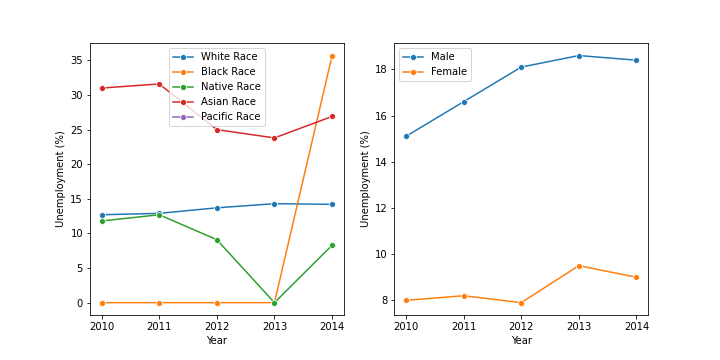 White Race
Black Race
Native Race
Asian Race
Pacific Race
35
30
25
20
15
10
5
0
Unemployment (%)
2010 2011 2012 2013 2014
Year
Male
Female
18
16
14
12
10
8
Unemployment (%)
2010 2011 2012 2013 2014
Year